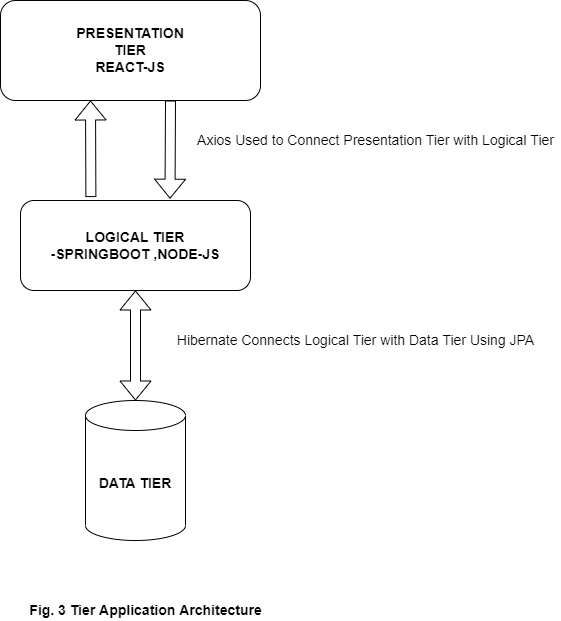 PRESENTATION
TIER
REACT-JS
Axios Used to Connect Presentation Tier with Logical Tier
LOGICAL TIER
-SPRINGBOOT ,NODE-JS
Hibernate Connects Logical Tier with Data Tier Using JPA
DATA TIER
Fig. 3 Tier Application Architecture